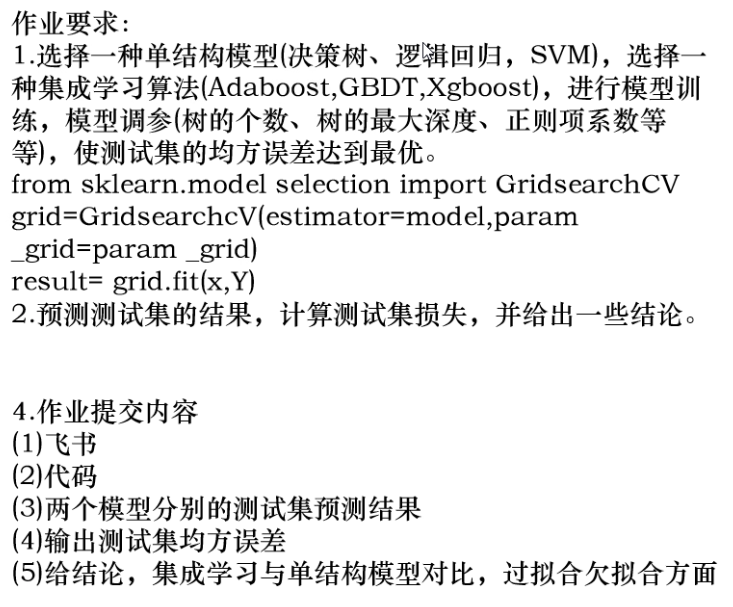 作业要求：
1.选择一种单结构模型(决策树、逻辑回归，SVM)，选择一
种集成学习算法(Adaboost,GBDT,Xgboost)，进行模型训
练，模型调参(树的个数、树的最大深度、正则项系数等
等)，使测试集的均方误差达到最优。
from sklearn.model selection import GridsearchCV
grid=GridsearchcV(estimator=model,param
_grid=param _grid)
result= grid.fit(x,Y)
2.预测测试集的结果，计算测试集损失，并给出一些结论。
4.作业提交内容
(1)飞书
(2)代码
(3)两个模型分别的测试集预测结果
(4)输出测试集均方误差
(5)给结论，集成学习与单结构模型对比，过拟合欠拟合方面